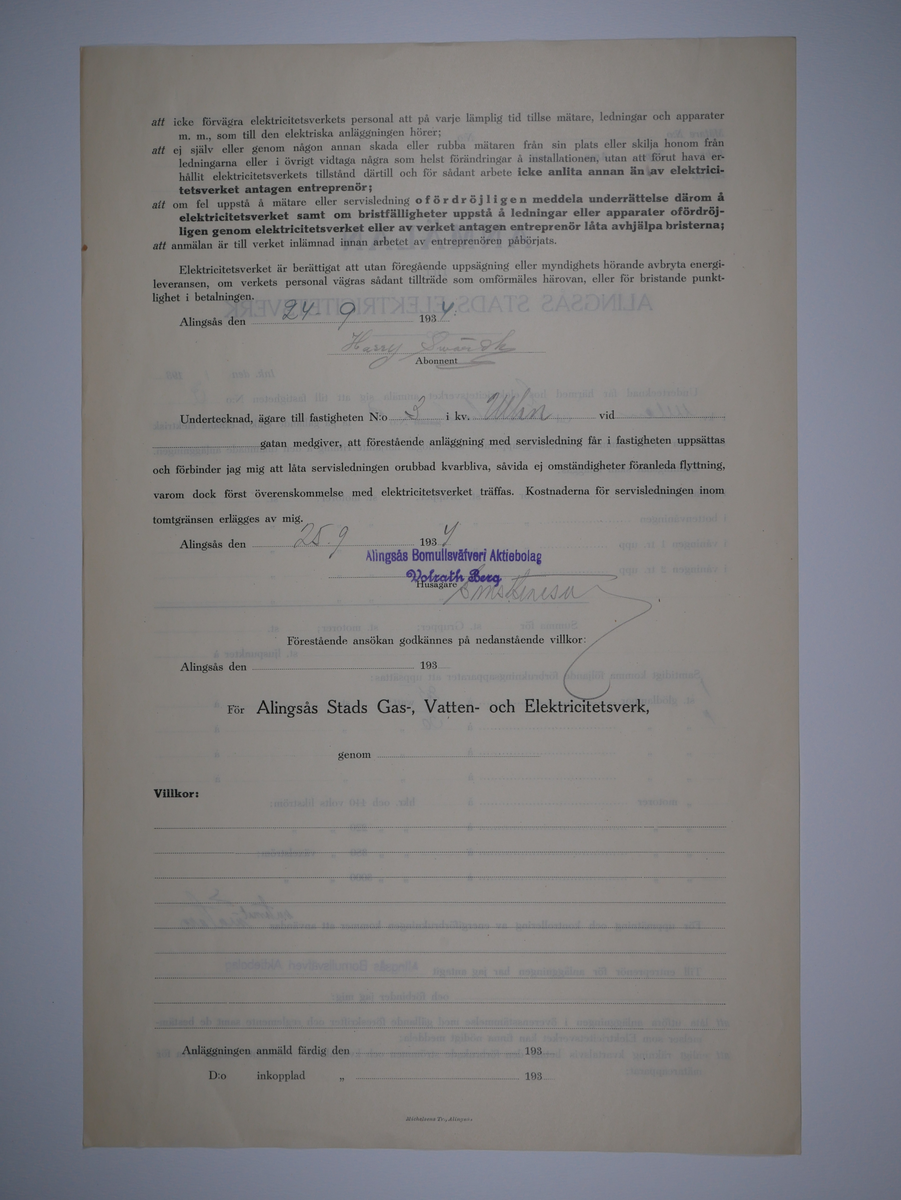 att icke förvägra elektricitetsverkets personal att på varje lämplig tid tillse mätare, ledningar och apparater
m. m., som till den elektriska anläggningen hörer;
att ej själv eller genom någon annan skada eller rubba mätaren från sin plats eller skilja honom från
ledningarna eller i övrigt vidtaga några som helst förändringar å installationen, utan att förut hava er-
hållit elektricitetsverkets tillstånd därtill och för sådant arbete icke anlita annan än av elektrici-
tetsverket antagen entreprenör;
att om fel uppstå å mätare eller servisledning ofördröjligen meddela underrättelse därom å
elektricitetsverket samt om bristfälligheter uppstå å ledningar eller apparater ofördröj-
ligen genom elektricitetsverket eller av verket antagen entreprenör låta avhjälpa bristerna;
att anmälan är till verket inlämnad innan arbetet av entreprenören påbörjats.
Elektricitetsverket är berättigat att utan föregående uppsägning eller myndighets hörande avbryta energi-
leveransen, om verkets personal vägras sådant tillträde som omförmäles härovan, eller för bristande punkt-
lighet i betalningen.
Alingsås den 24-9 1934.
Harry
Abonnent
Undertecknad, ägare till fastigheten N:o 3 i kv. vid
gatan medgiver, att förestående anläggning med servisledning får i fastigheten uppsättas
och förbinder jag mig att låta servisledningen orubbad kvarbliva, såvida ej omständigheter föranleda flyttning,
varom dock först överenskommelse med elektricitetsverket träffas. Kostnaderna för servisledningen inom
tomtgränsen erlägges av mig.
Alingsås den 25.9 1934
Alingsås Bomullsväfveri Aktiebolag
Volrath Berg
Husägare
Förestående ansökan godkännes på nedanstående villkor:
Alingsås den 193
För Alingsås Stads Gas-, Vatten- och Elektricitetsverk,
genom
Villkor:
Anläggningen anmäld färdig den 193
D:o inkopplad „ 193